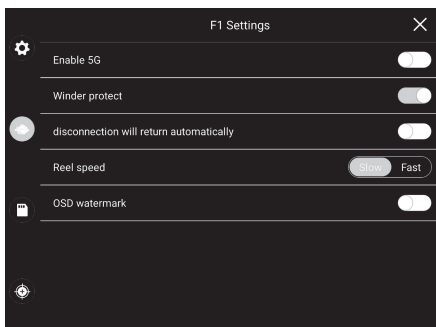 F1 Settings
Enable 5G
Winder protect
disconnection will return automatically
Reel speed
Slow Fast
OSD watermark